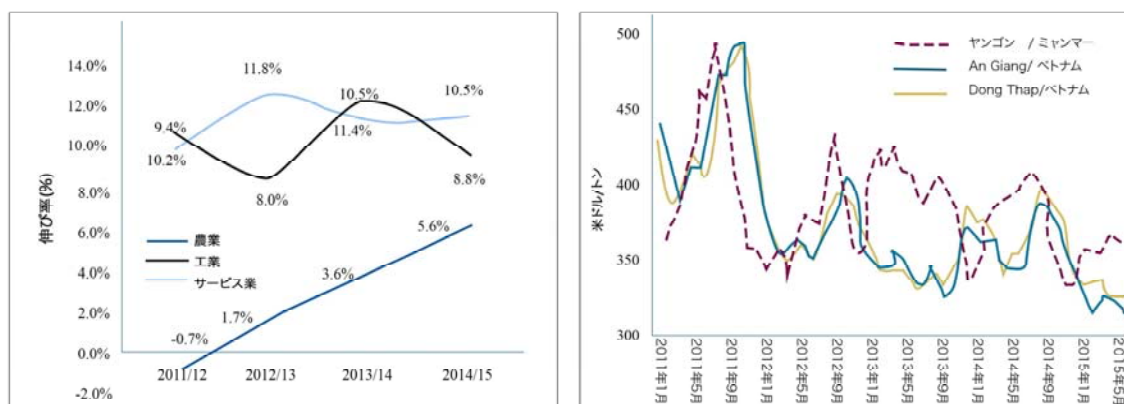 伸び率(%)
14.0%
12.0%
10.0%
8.0%
6.0%
4.0%
2.0%
0.0%
-2.0%
9.4%
10.2%
11.8%
8.0%
10.5%
11.4%
10.5%
8.8%
-0.7%
1.7%
3.6%
5.6%
農業
工業
サービス業
2011/12 2012/13 2013/14 2014/15
米ドル/トン
500
450
400
350
300
ヤンゴン / ミャンマー
An Giang/ ベトナム
Dong Thap/ベトナム
2011年1月
2011年5月
2011年9月
2012年1月
2012年5月
2012年9月
2013年1月
2013年5月
2013年9月
2014年1月
2014年5月
2014年9月
2015年1月
2015年5月